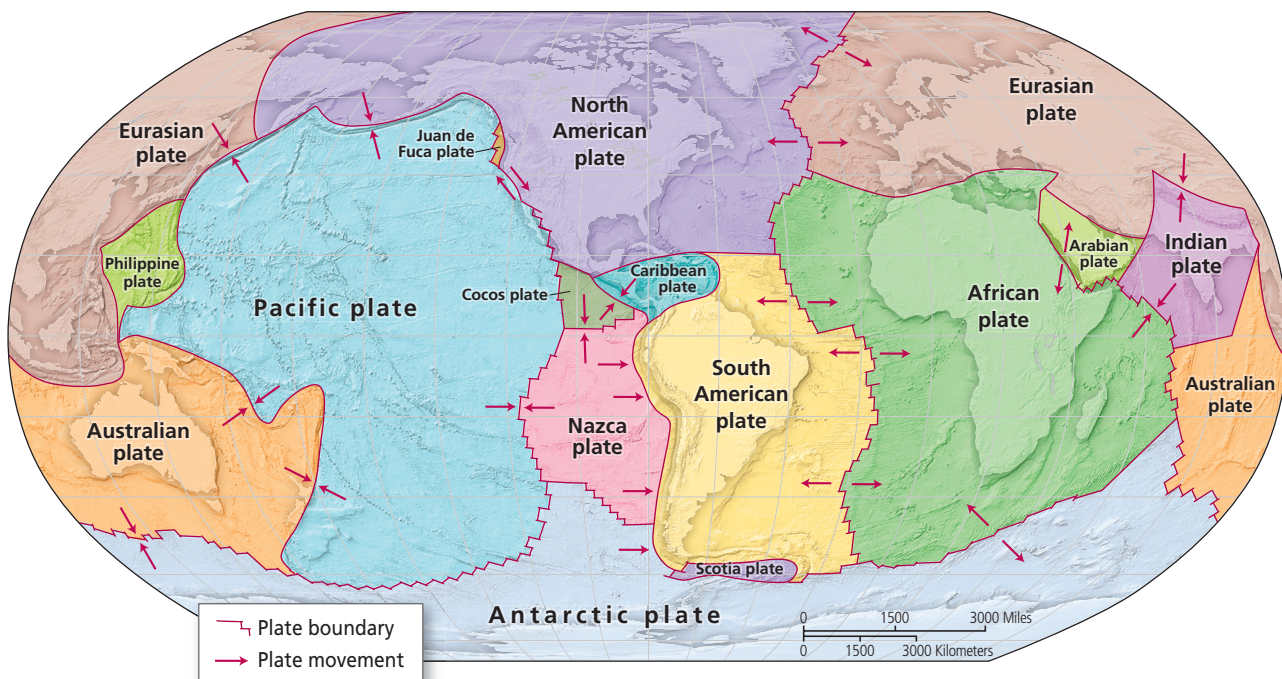 North
American
plate
Eurasian
plate
Eurasian
plate
Juan de
Fuca plate
Philippine
plate
Pacific plate
Cocos plate
Caribbean
plate
Arabian
plate
Indian
plate
African
plate
South
American
plate
Australian
plate
Nazca
plate
Australian
plate
Scotia plate
Antarctic plate
0 1500 3000 Miles
0 1500 3000 Kilometers
Plate boundary
Plate movement